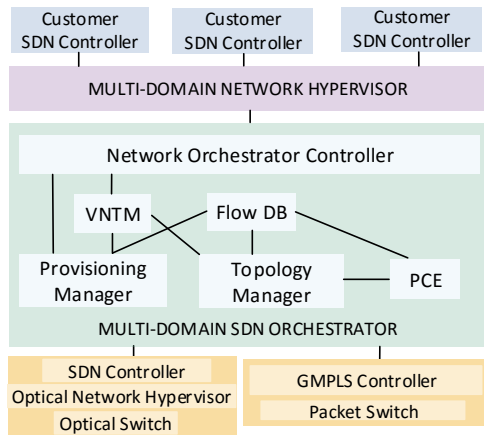 Customer
SDN Controller
Customer
SDN Controller
Customer
SDN Controller
MULTI-DOMAIN NETWORK HYPERVISOR
Network Orchestrator Controller
VNTM
Flow DB
Provisioning
Manager
Topology
Manager
PCE
MULTI-DOMAIN SDN ORCHESTRATOR
SDN Controller
Optical Network Hypervisor
Optical Switch
GMPLS Controller
Packet Switch